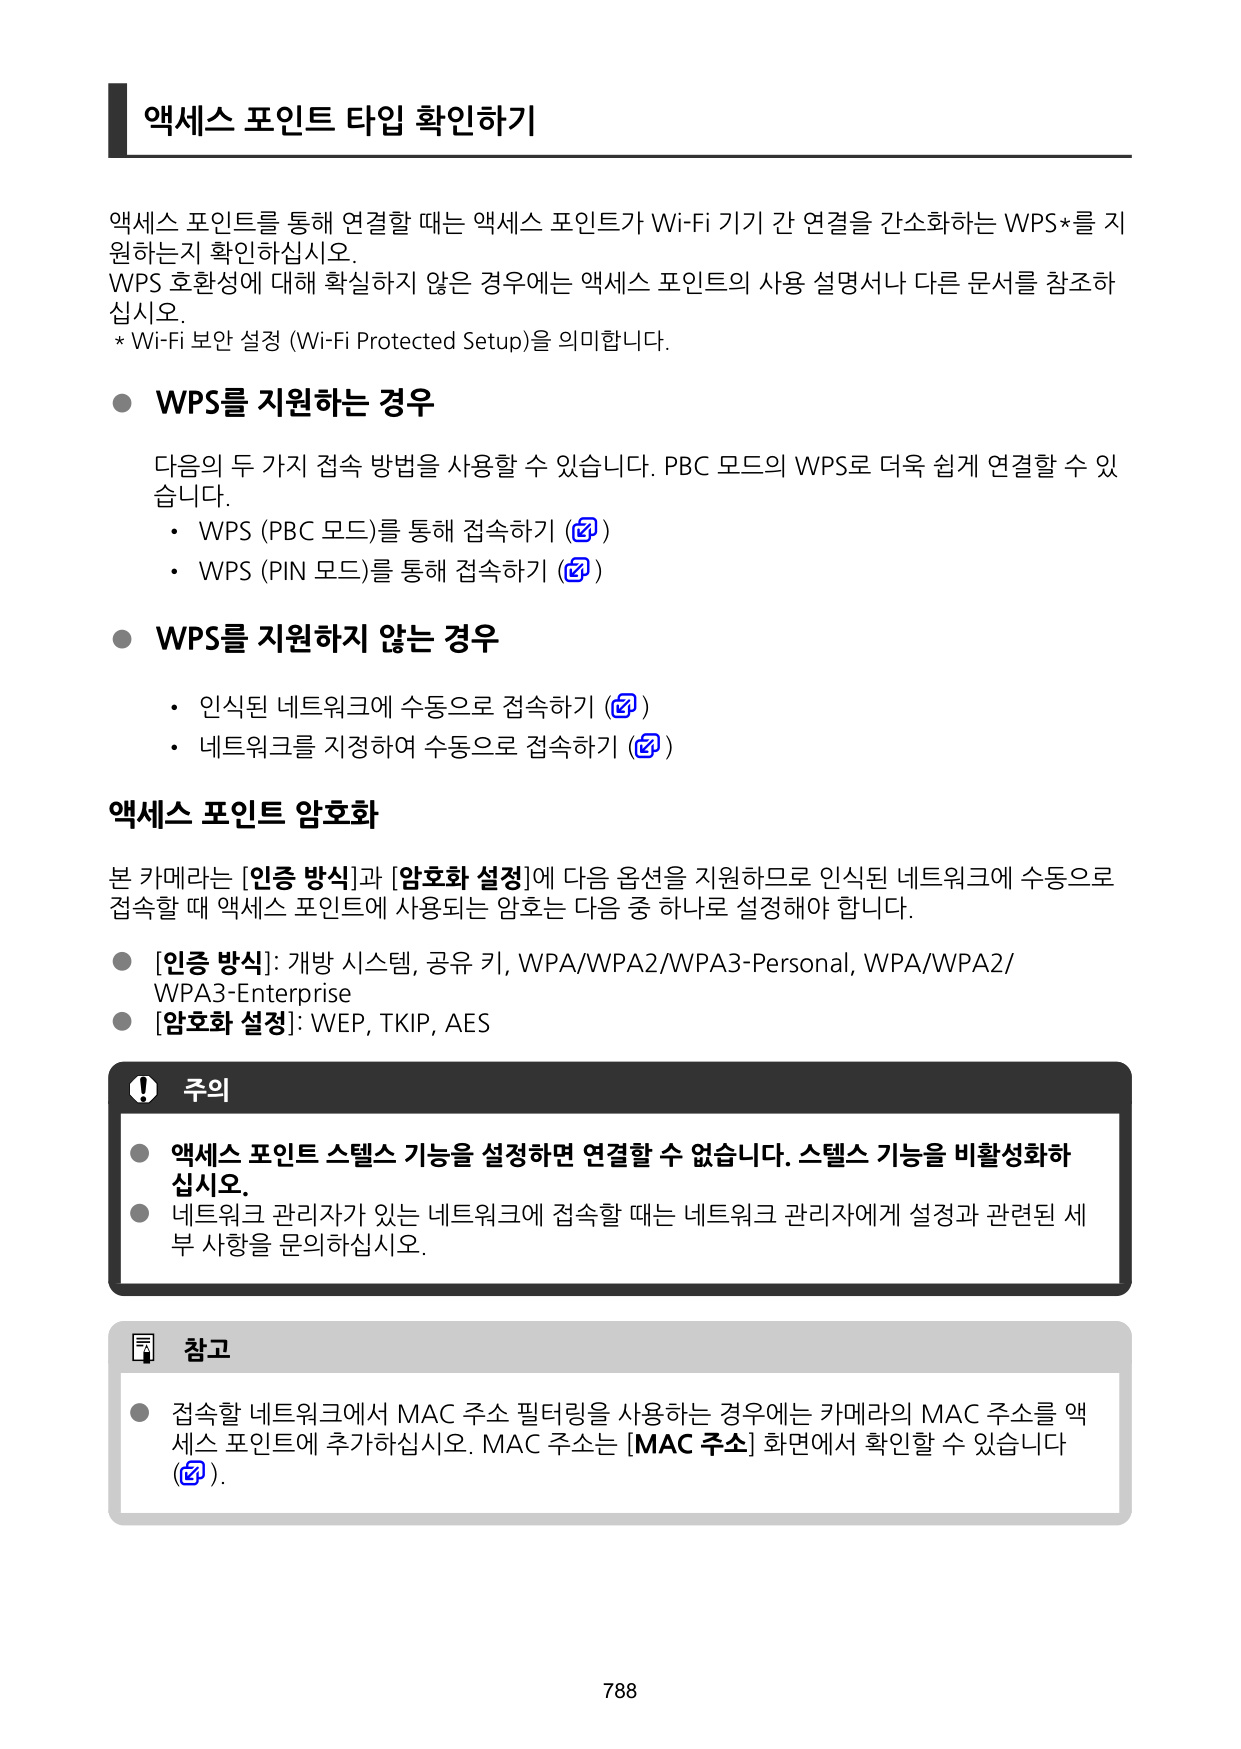 액세스 포인트 타입 확인하기
액세스 포인트를 통해 연결할 때는 액세스 포인트가 Wi-Fi 기기 간 연결을 간소화하는 WPS*를 지
원하는지 확인하십시오.
WPS 호환성에 대해 확실하지 않은 경우에는 액세스 포인트의 사용 설명서나 다른 문서를 참조하
십시오.
* Wi-Fi 보안 설정 (Wi-Fi Protected Setup)을 의미합니다.
● WPS를 지원하는 경우
다음의 두 가지 접속 방법을 사용할 수 있습니다. PBC 모드의 WPS로 더욱 쉽게 연결할 수 있
습니다.
• WPS (PBC 모드)를 통해 접속하기 ( )
• WPS (PIN 모드)를 통해 접속하기 ( )
● WPS를 지원하지 않는 경우
• 인식된 네트워크에 수동으로 접속하기 ( )
• 네트워크를 지정하여 수동으로 접속하기 ( )
액세스 포인트 암호화
본 카메라는 [인증 방식]과 [암호화 설정]에 다음 옵션을 지원하므로 인식된 네트워크에 수동으로
접속할 때 액세스 포인트에 사용되는 암호는 다음 중 하나로 설정해야 합니다.
● [인증 방식]: 개방 시스템, 공유 키, WPA/WPA2/WPA3-Personal, WPA/WPA2/
WPA3-Enterprise
● [암호화 설정]: WEP, TKIP, AES
주의
● 액세스 포인트 스텔스 기능을 설정하면 연결할 수 없습니다. 스텔스 기능을 비활성화하
십시오.
● 네트워크 관리자가 있는 네트워크에 접속할 때는 네트워크 관리자에게 설정과 관련된 세
부 사항을 문의하십시오.
참고
● 접속할 네트워크에서 MAC 주소 필터링을 사용하는 경우에는 카메라의 MAC 주소를 액
세스 포인트에 추가하십시오. MAC 주소는 [MAC 주소] 화면에서 확인할 수 있습니다
( ).
788